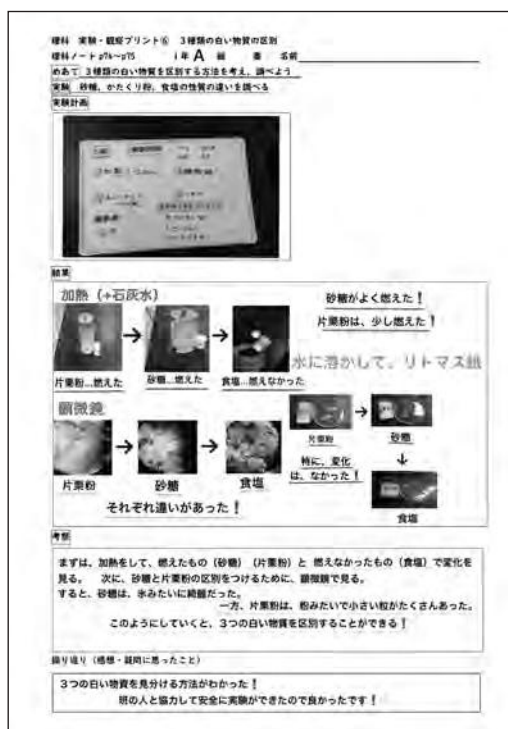 理科　実験・観察プリント⑥　３種類の白い物質の区別
理科ノートp74〜p75　１年 A 組　番　名前
めあて　３種類の白い物質を区別する方法を考え、調べよう
実験　砂糖、かたくり粉、食塩の性質の違いを調べる
実験計画
結果
加熱（+石灰水）
砂糖がよく燃えた！
片栗粉は、少し燃えた！
片栗粉...燃えた　砂糖...燃えた　食塩...燃えなかった
水に溶かして、リトマス紙
顕微鏡
片栗粉　砂糖　食塩
それぞれ違いがあった！
片栗粉　砂糖
特に、変化
は、なかった！
食塩
考察
まずは、加熱をして、燃えたもの（砂糖）（片栗粉）と 燃えなかったもの（食塩）で変化を
見る。　次に、砂糖と片栗粉の区別をつけるために、顕微鏡で見る。
すると、砂糖は、氷みたいに綺麗だった。
一方、片栗粉は、粉みたいで小さい粒がたくさんあった。
このようにしていくと、３つの白い物質を区別することができる！
振り返り（感想・疑問に思ったこと）
３つの白い物質を見分ける方法がわかった！
班の人と協力して安全に実験ができたので良かったです！